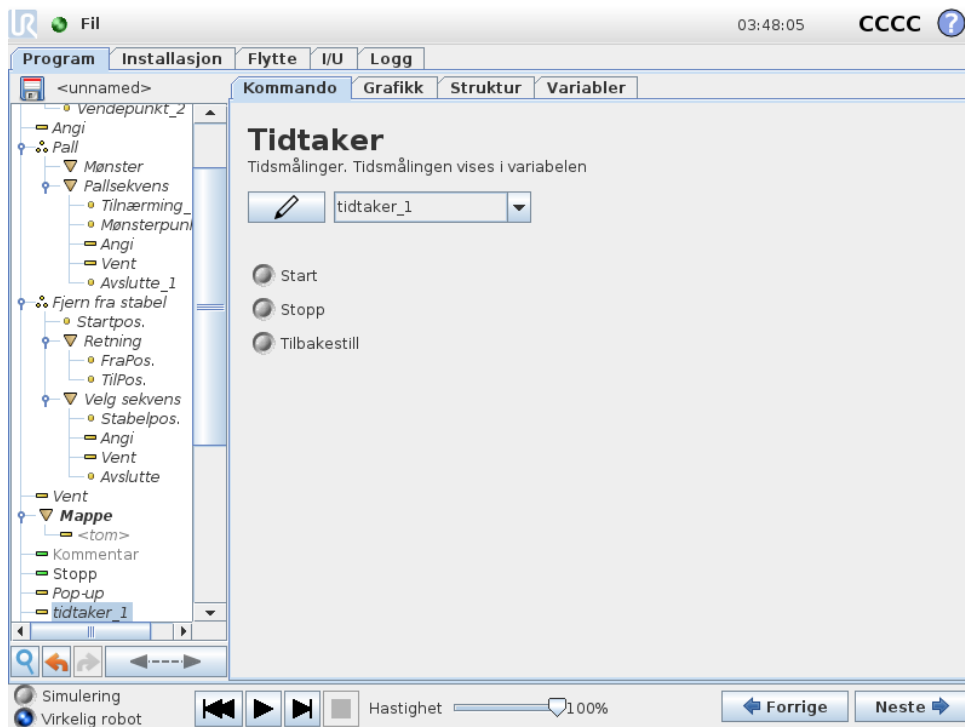 UR Fil 03:48:05 CCCC ?
Program Installasjon Flytte I/U Logg
<unnamed>
Kommando Grafikk Struktur Variabler
Vendepunkt_2
Angi
Pall
Mønster
Pallsekvens
Tilnærming_
Mønsterpun
Angi
Vent
Avslutte_1
Fjern fra stabel
Startpos.
Retning
FraPos.
TilPos.
Velg sekvens
Stabelpos.
Angi
Vent
Avslutte
Vent
Mappe
<tom>
Kommentar
Stopp
Pop-up
tidtaker_1
Tidtaker
Tidsmålinger. Tidsmålingen vises i variabelen
tidtaker_1
Start
Stopp
Tilbakestill
Simulering
Virkelig robot
Hastighet 100%
Forrige Neste